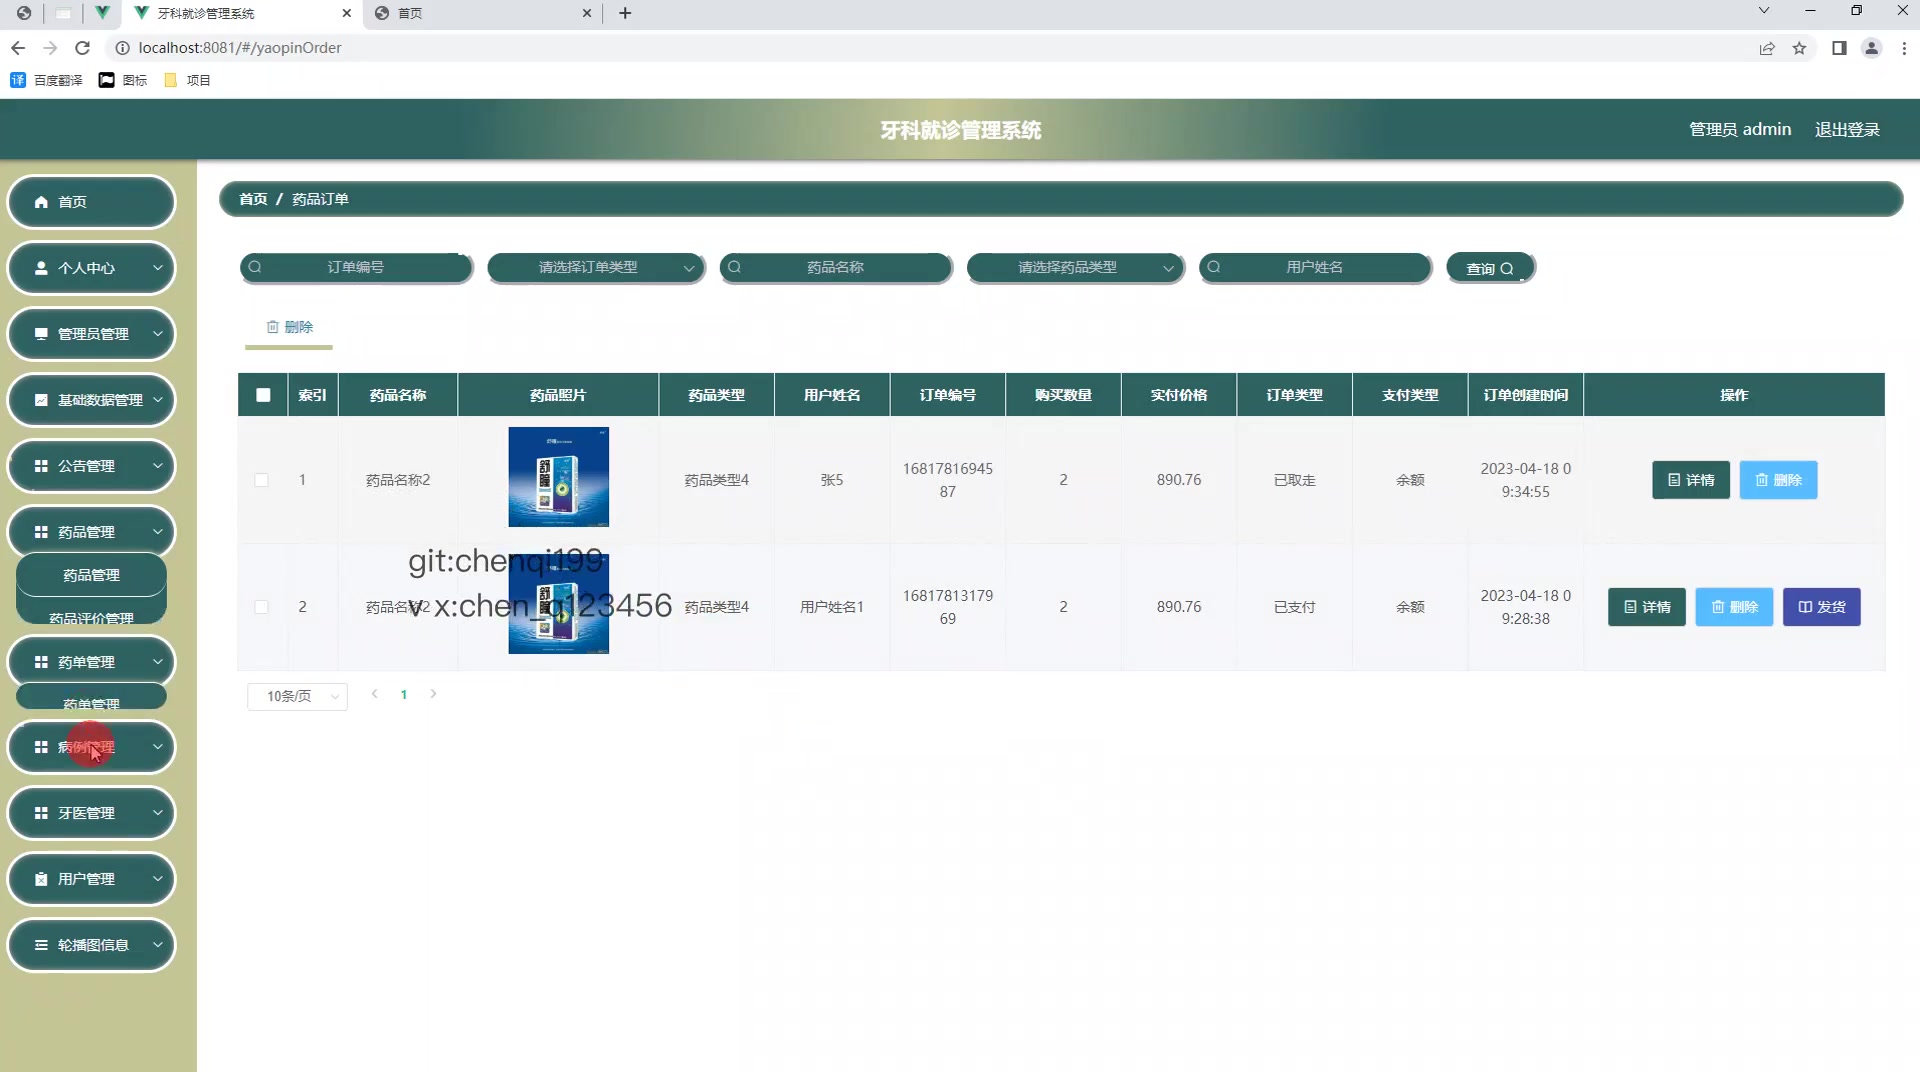 牙科就诊管理系统
首页
localhost:8081/#/yaopinOrder
百度翻译
图标
项目
牙科就诊管理系统
管理员 admin
退出登录
首页
个人中心
管理员管理
基础数据管理
公告管理
药品管理
药品管理
药品评价管理
药单管理
药单管理
病例管理
牙医管理
用户管理
轮播图信息
首页 / 药品订单
订单编号
请选择订单类型
药品名称
请选择药品类型
用户姓名
查询
删除
索引 药品名称 药品照片 药品类型 用户姓名 订单编号 购买数量 实付价格 订单类型 支付类型 订单创建时间 操作
1 药品名称2 药品类型4 张5 16817816945 2 890.76 已取走 余额 2023-04-18 0 详情 删除
87 9:34:55
git:chenqi199
v x:chen_q123456
2 药品名称2 药品类型4 用户姓名1 16817813179 2 890.76 已支付 余额 2023-04-18 0 详情 删除 发货
69 9:28:38
10条/页
1